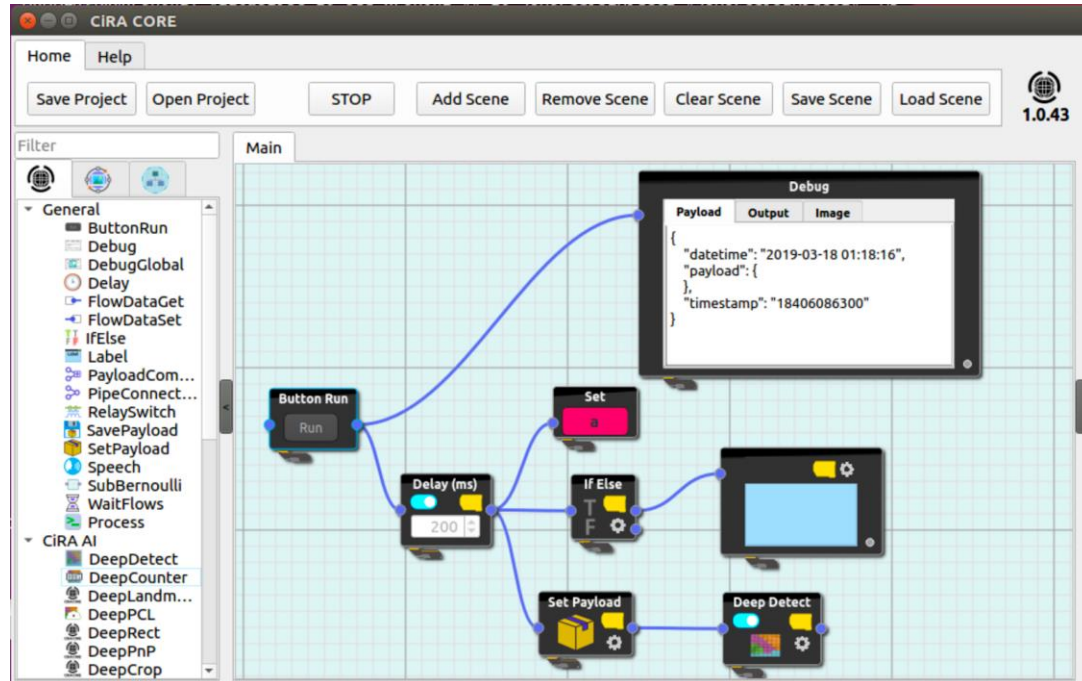 CiRA CORE
Home Help
Save Project Open Project STOP Add Scene Remove Scene Clear Scene Save Scene Load Scene
1.0.43
Filter
Main
General
ButtonRun
Debug
DebugGlobal
Delay
FlowDataGet
FlowDataSet
IfElse
Label
PayloadCom...
PipeConnect...
RelaySwitch
SavePayload
SetPayload
Speech
SubBernoulli
WaitFlows
Process
CiRA AI
DeepDetect
DeepCounter
DeepLandm...
DeepPCL
DeepRect
DeepPnP
DeepCrop
<
Debug
Payload Output Image
{
"datetime": "2019-03-18 01:18:16",
"payload": {
},
"timestamp": "18406086300"
}
Button Run
Run
Set
a
Delay (ms)
200
If Else
T
F
Set Payload
Deep Detect